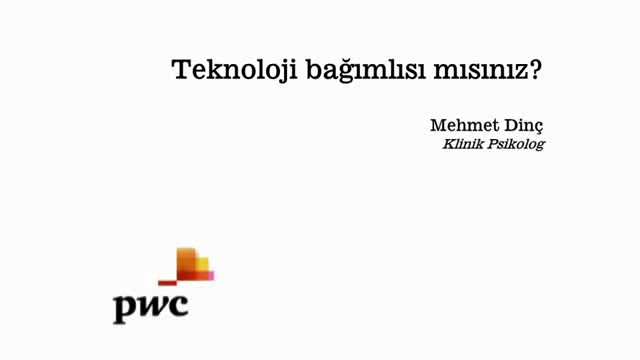 Teknoloji bağımlısı mısınız?
Mehmet Dinç
Klinik Psikolog
pwc